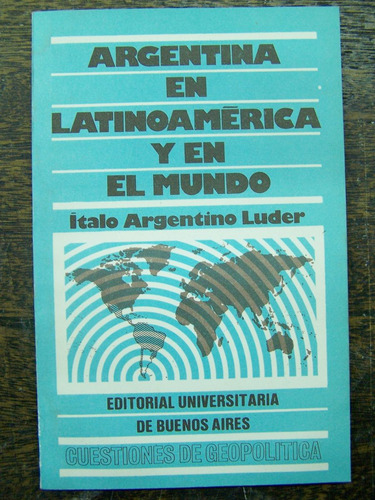 ARGENTINA
EN
LATINOAMÉRICA
Y EN
EL MUNDO
Ítalo Argentino Luder
EDITORIAL UNIVERSITARIA
DE BUENOS AIRES
CUESTIONES DE GEOPOLITICA